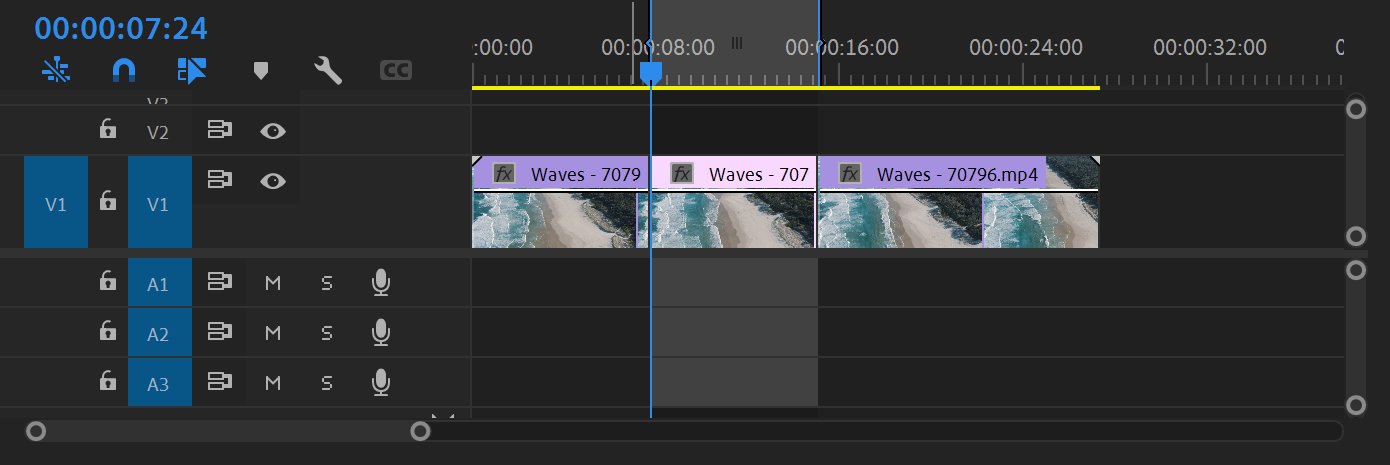 00:00:07:24
:00:00 00:00:08:00 00:00:16:00 00:00:24:00 00:00:32:00 0
CC
V3
V2
V1 V1
fx Waves - 7079 fx Waves - 707 fx Waves - 70796.mp4
A1 M S
A2 M S
A3 M S